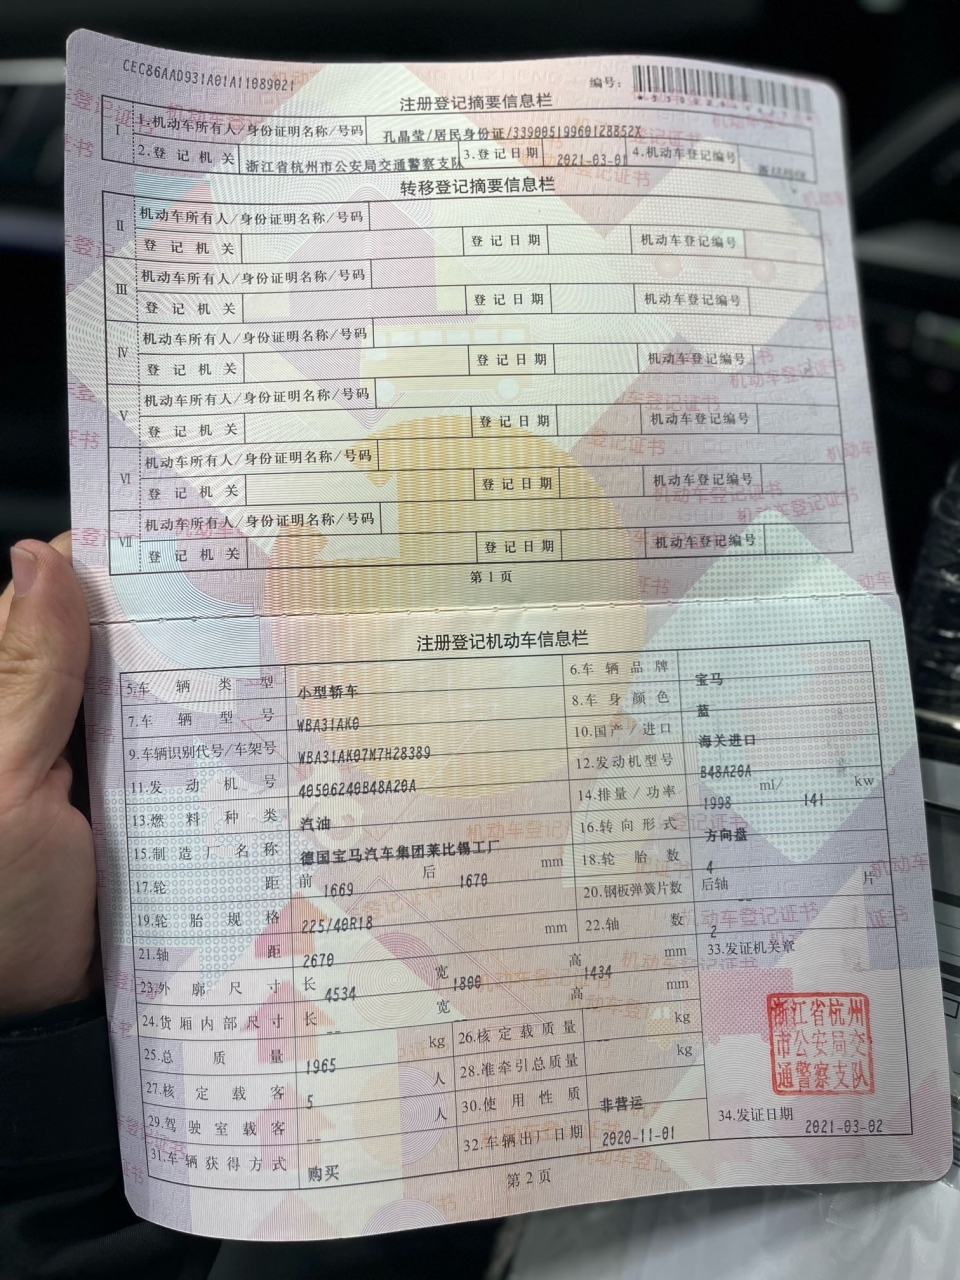 CEC86AAD931A01A11089021
编号：
注册登记摘要信息栏
I 1.机动车所有人/身份证明名称/号码 孔晶莹/居民身份证/33900519960128852X
2.登记机关 浙江省杭州市公安局交通警察支队 3.登记日期 2021-03-01 4.机动车登记编号
转移登记摘要信息栏
II 机动车所有人/身份证明名称/号码
登记机关 登记日期 机动车登记编号
III 机动车所有人/身份证明名称/号码
登记机关 登记日期 机动车登记编号
IV 机动车所有人/身份证明名称/号码
登记机关 登记日期 机动车登记编号
V 机动车所有人/身份证明名称/号码
登记机关 登记日期 机动车登记编号
VI 机动车所有人/身份证明名称/号码
登记机关 登记日期 机动车登记编号
VII 机动车所有人/身份证明名称/号码
登记机关 登记日期 机动车登记编号
第1页
注册登记机动车信息栏
5.车辆类型 小型轿车 6.车辆品牌 宝马
7.车辆型号 WBA31AK0 8.车身颜色 蓝
9.车辆识别代号/车架号 WBA31AK07M7H28389 10.国产/进口 海关进口
11.发动机号 40506240B48A20A 12.发动机型号 B48A20A
13.燃料种类 汽油 14.排量/功率 1998 ml/ 141 kw
15.制造厂名称 德国宝马汽车集团莱比锡工厂 16.转向形式 方向盘
17.轮距 前 1669 后 1670 mm 18.轮胎数 4
19.轮胎规格 225/40R18 20.钢板弹簧片数 后轴 -- 片
21.轴距 2670 mm 22.轴数 2
23.外廓尺寸 长 4534 宽 1800 高 1434 mm 33.发证机关章
24.货厢内部尺寸 长 -- 宽 高 mm
浙江省杭州市公安局交通警察支队
25.总质量 1965 kg 26.核定载质量 -- kg
27.核定载客 5 人 28.准牵引总质量 kg
29.驾驶室载客 -- 人 30.使用性质 非营运 34.发证日期
31.车辆获得方式 购买 32.车辆出厂日期 2020-11-01 2021-03-02
第2页